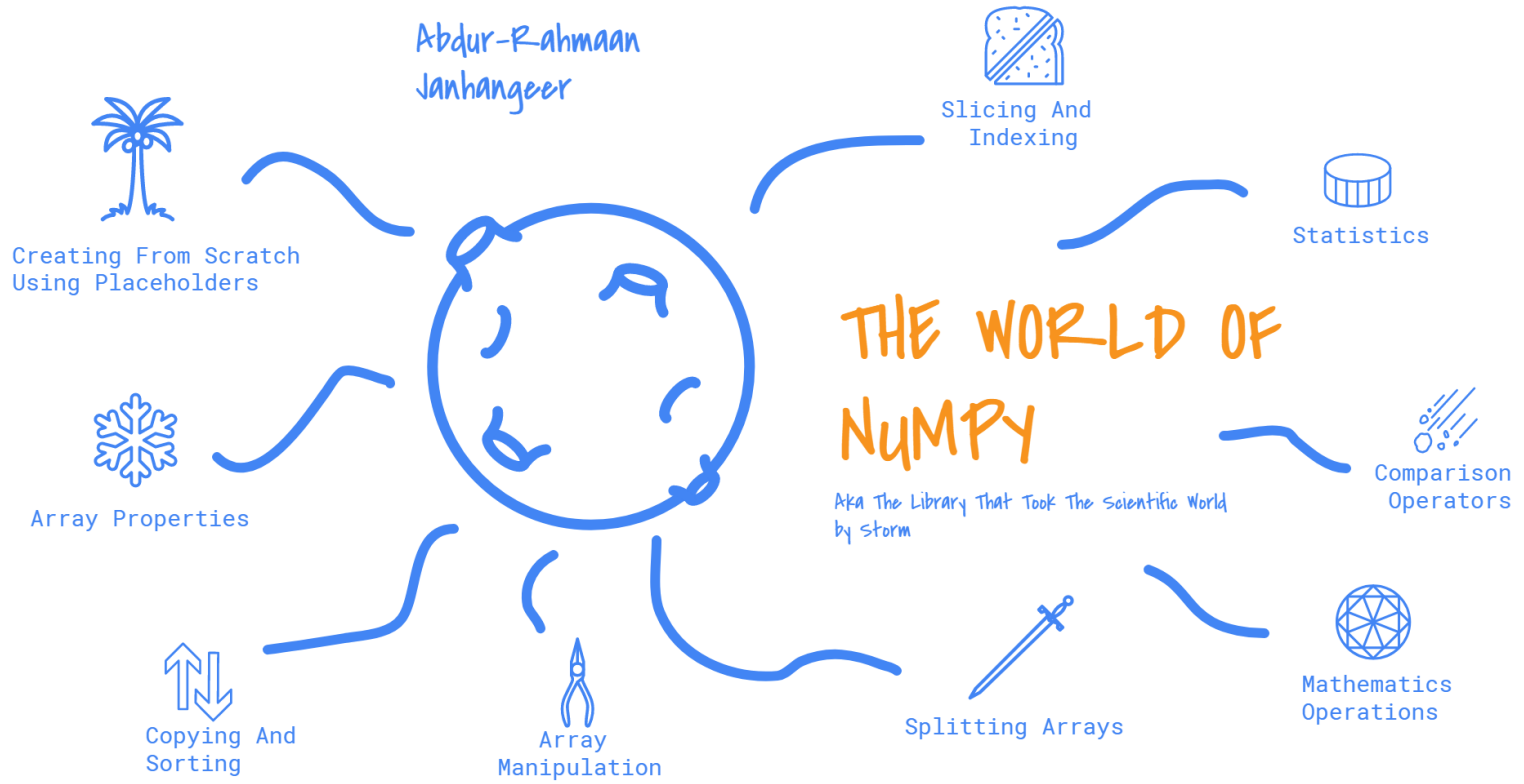 Abdur-Rahmaan
Janhangeer
Slicing And
Indexing
Statistics
Creating From Scratch
Using Placeholders
THE WORLD OF
NUMPY
Aka The Library That Took The Scientific World
by Storm
Comparison
Operators
Array Properties
Mathematics
Operations
Splitting Arrays
Copying And
Sorting
Array
Manipulation